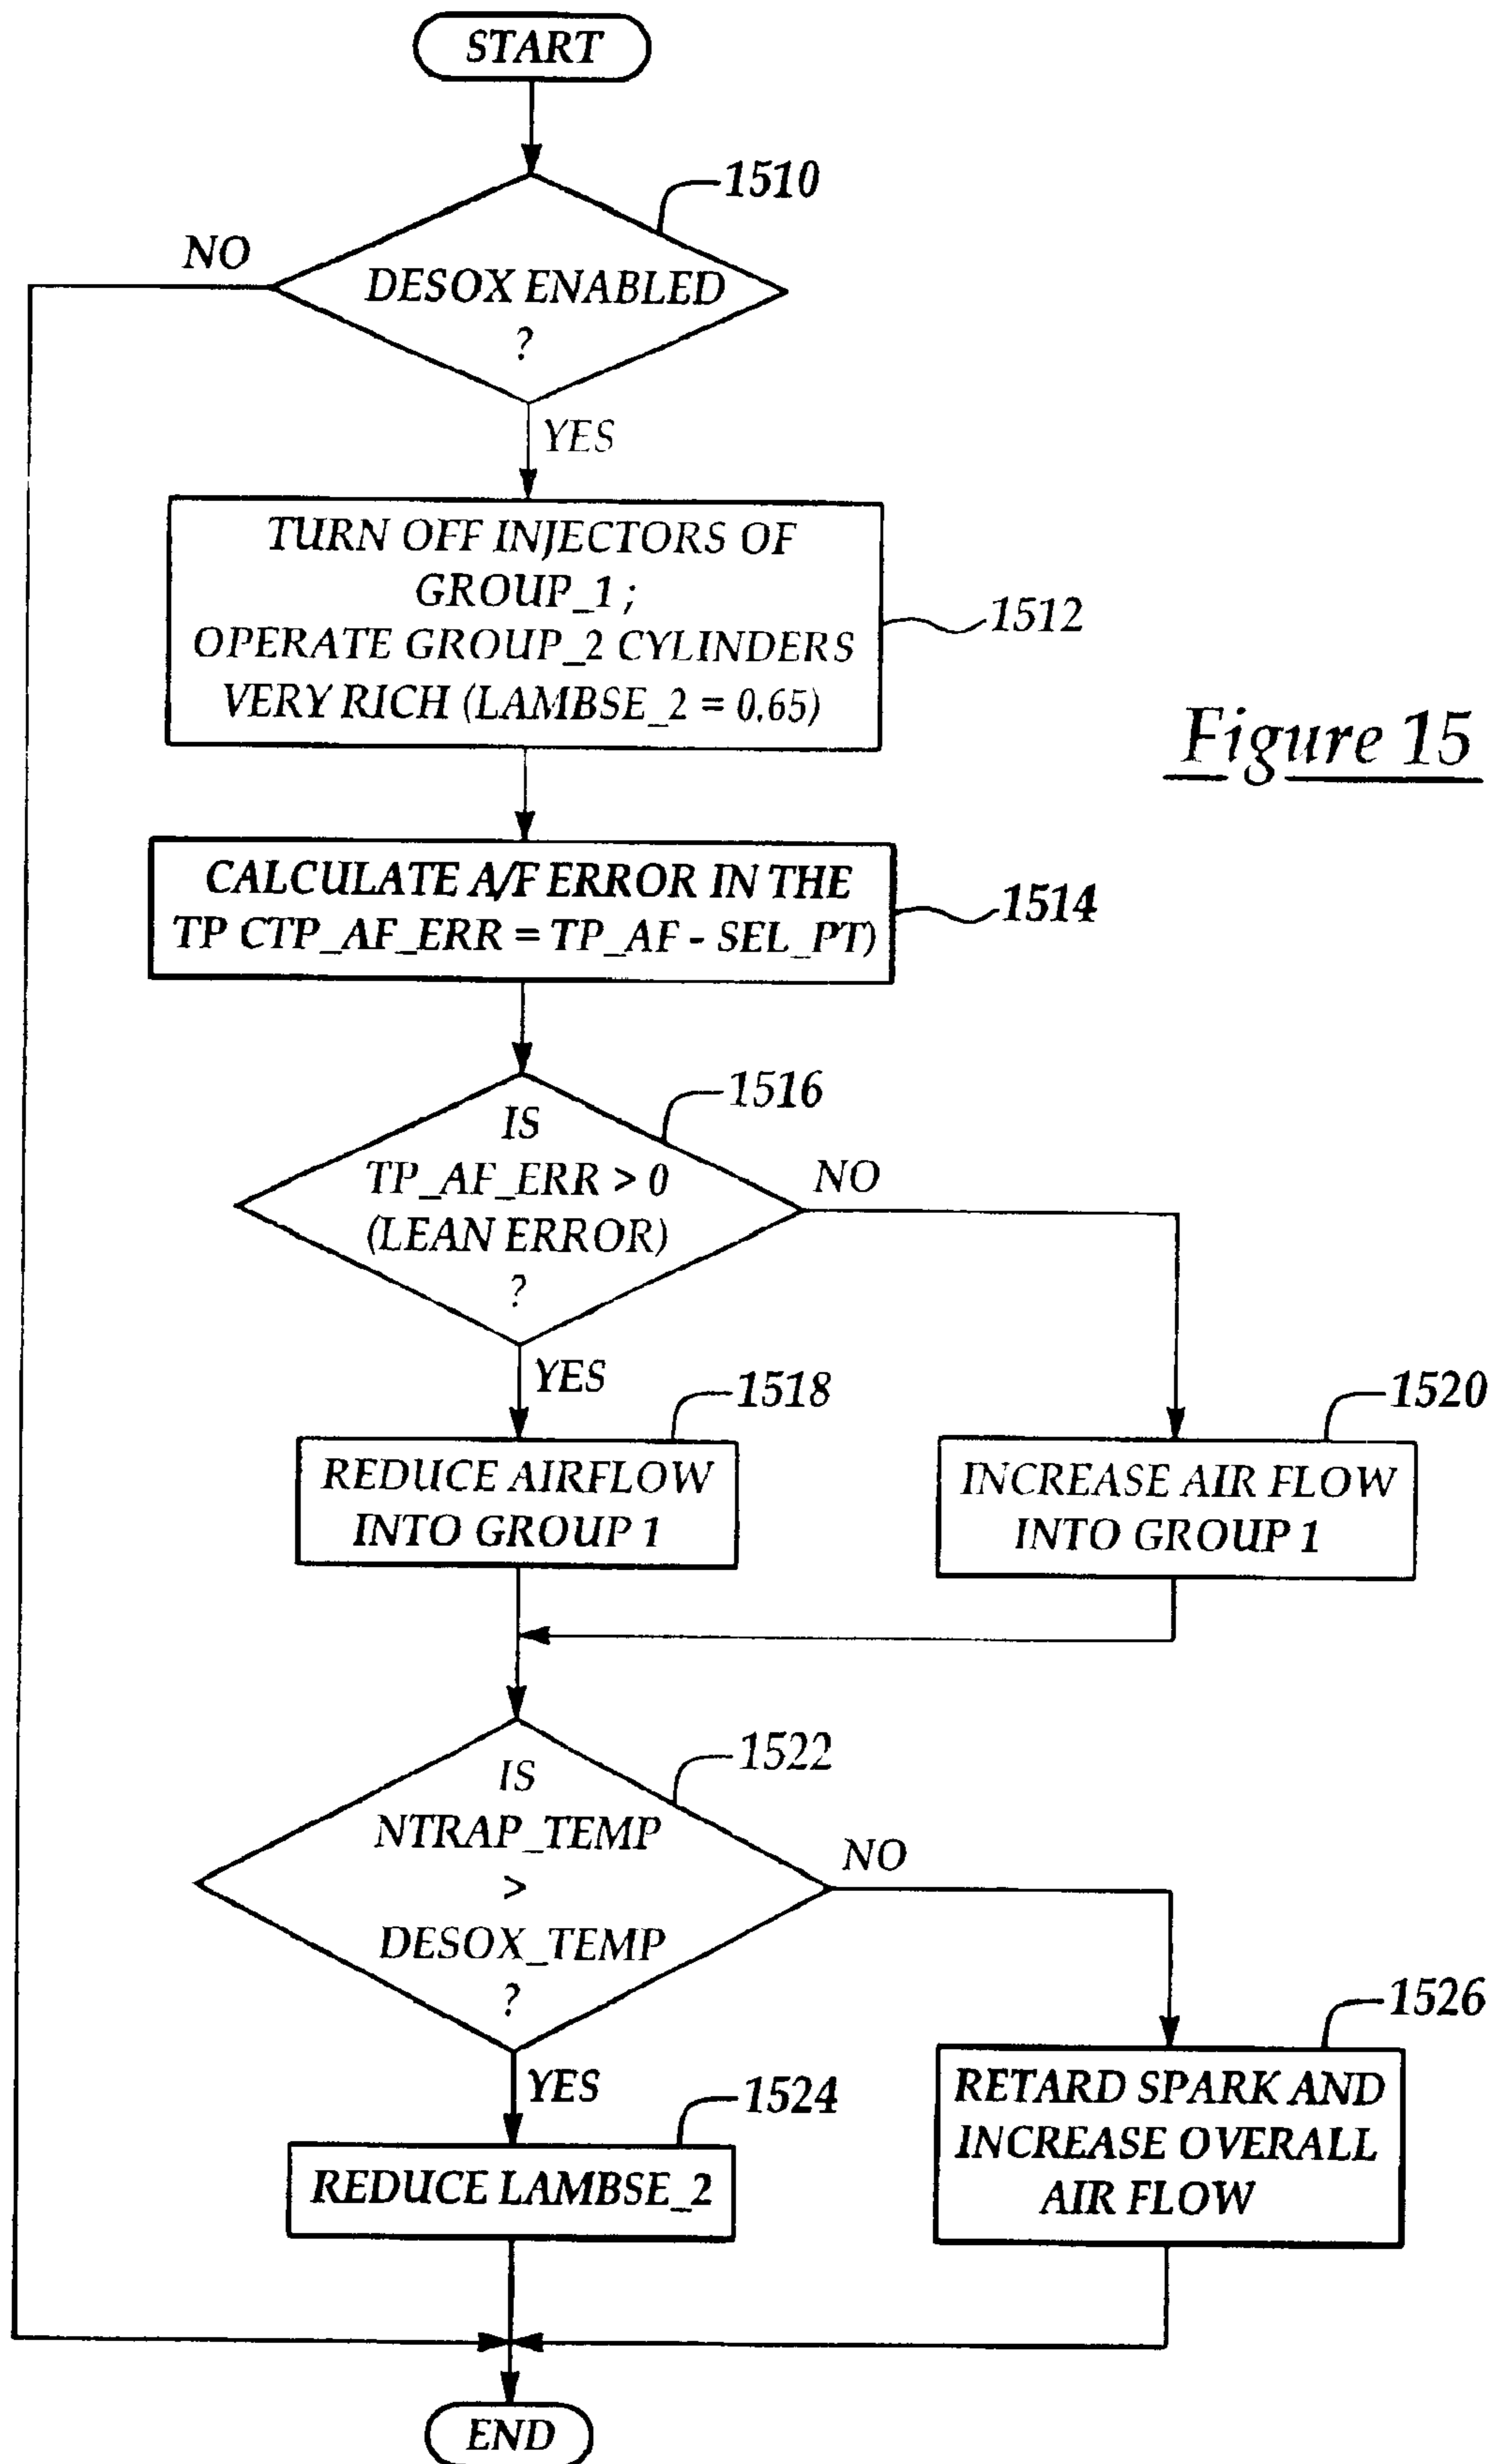 START
1510
NO
DESOX ENABLED
?
YES
TURN OFF INJECTORS OF
GROUP_1 ;
OPERATE GROUP_2 CYLINDERS
VERY RICH (LAMBSE_2 = 0.65)
1512
Figure 15
CALCULATE A/F ERROR IN THE
TP CTP_AF_ERR = TP_AF - SEL_PT)
1514
1516
IS
TP_AF_ERR > 0
(LEAN ERROR)
?
NO
YES
1518
1520
REDUCE AIRFLOW
INTO GROUP 1
INCREASE AIR FLOW
INTO GROUP 1
1522
IS
NTRAP_TEMP
>
DESOX_TEMP
?
NO
YES
1524
1526
REDUCE LAMBSE_2
RETARD SPARK AND
INCREASE OVERALL
AIR FLOW
END